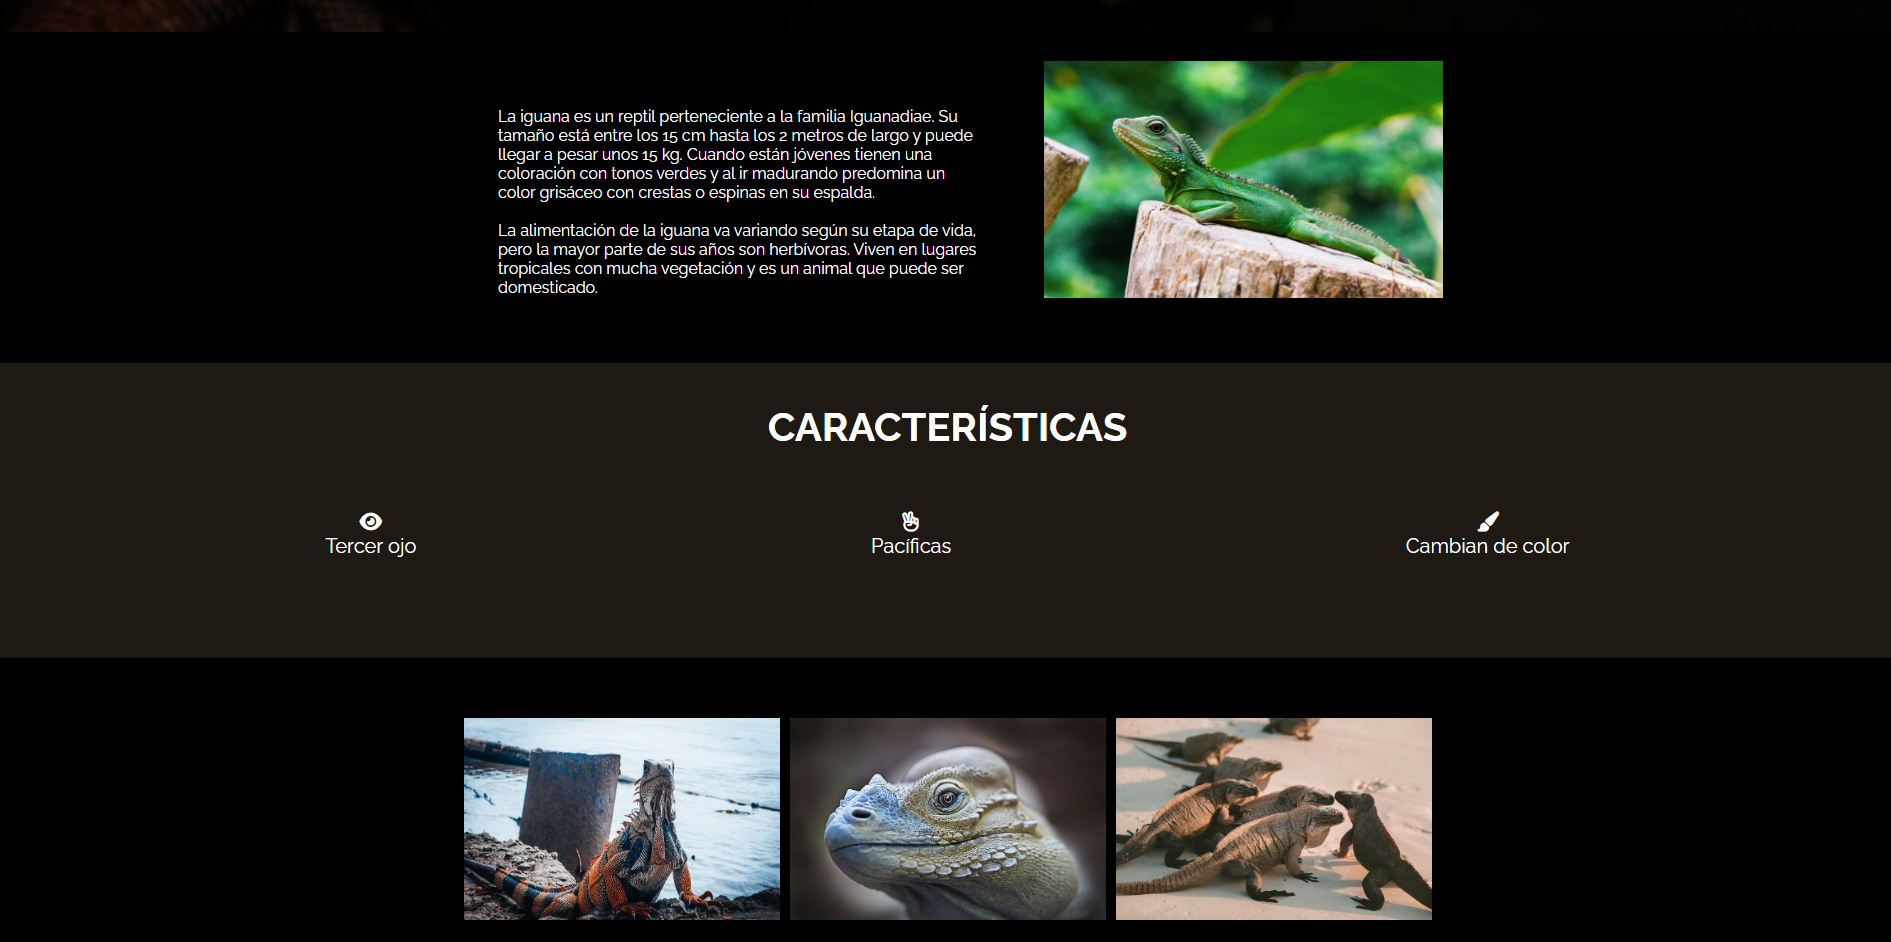 La iguana es un reptil perteneciente a la familia Iguanadiae. Su
tamaño está entre los 15 cm hasta los 2 metros de largo y puede
llegar a pesar unos 15 kg. Cuando están jóvenes tienen una
coloración con tonos verdes y al ir madurando predomina un
color grisáceo con crestas o espinas en su espalda.
La alimentación de la iguana va variando según su etapa de vida,
pero la mayor parte de sus años son herbívoras. Viven en lugares
tropicales con mucha vegetación y es un animal que puede ser
domesticado.
CARACTERÍSTICAS
Tercer ojo
Pacíficas
Cambian de color